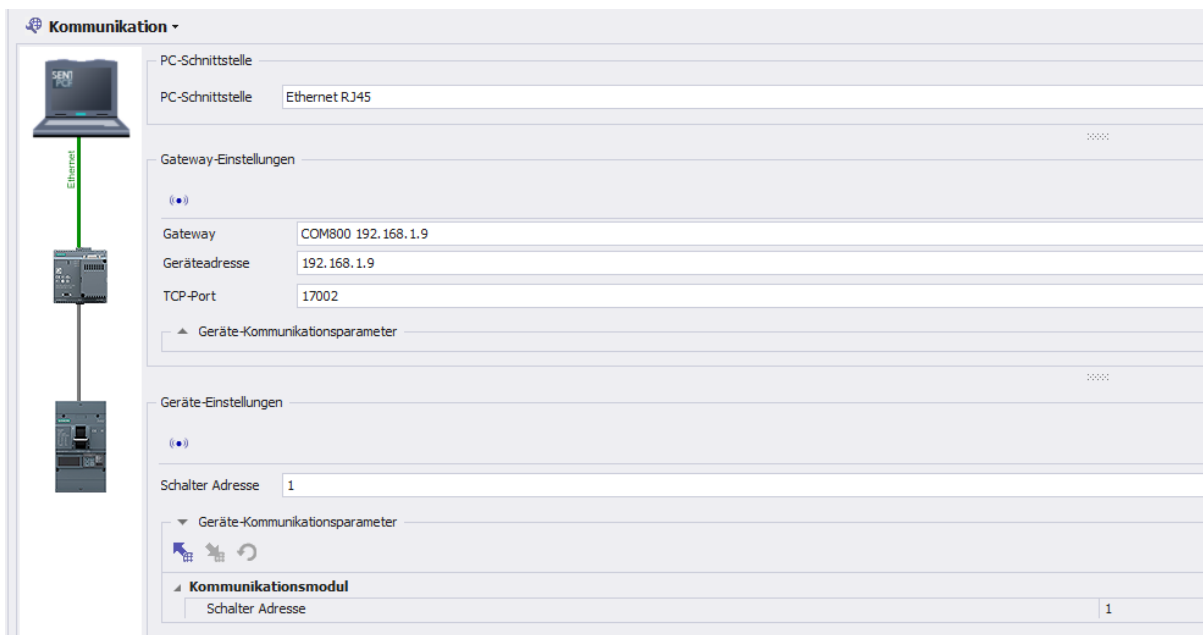 Kommunikation
PC-Schnittstelle
PC-Schnittstelle Ethernet RJ45
Ethernet
Gateway-Einstellungen
Gateway COM800 192.168.1.9
Geräteadresse 192.168.1.9
TCP-Port 17002
Geräte-Kommunikationsparameter
Geräte-Einstellungen
Schalter Adresse 1
Geräte-Kommunikationsparameter
Kommunikationsmodul
Schalter Adresse 1